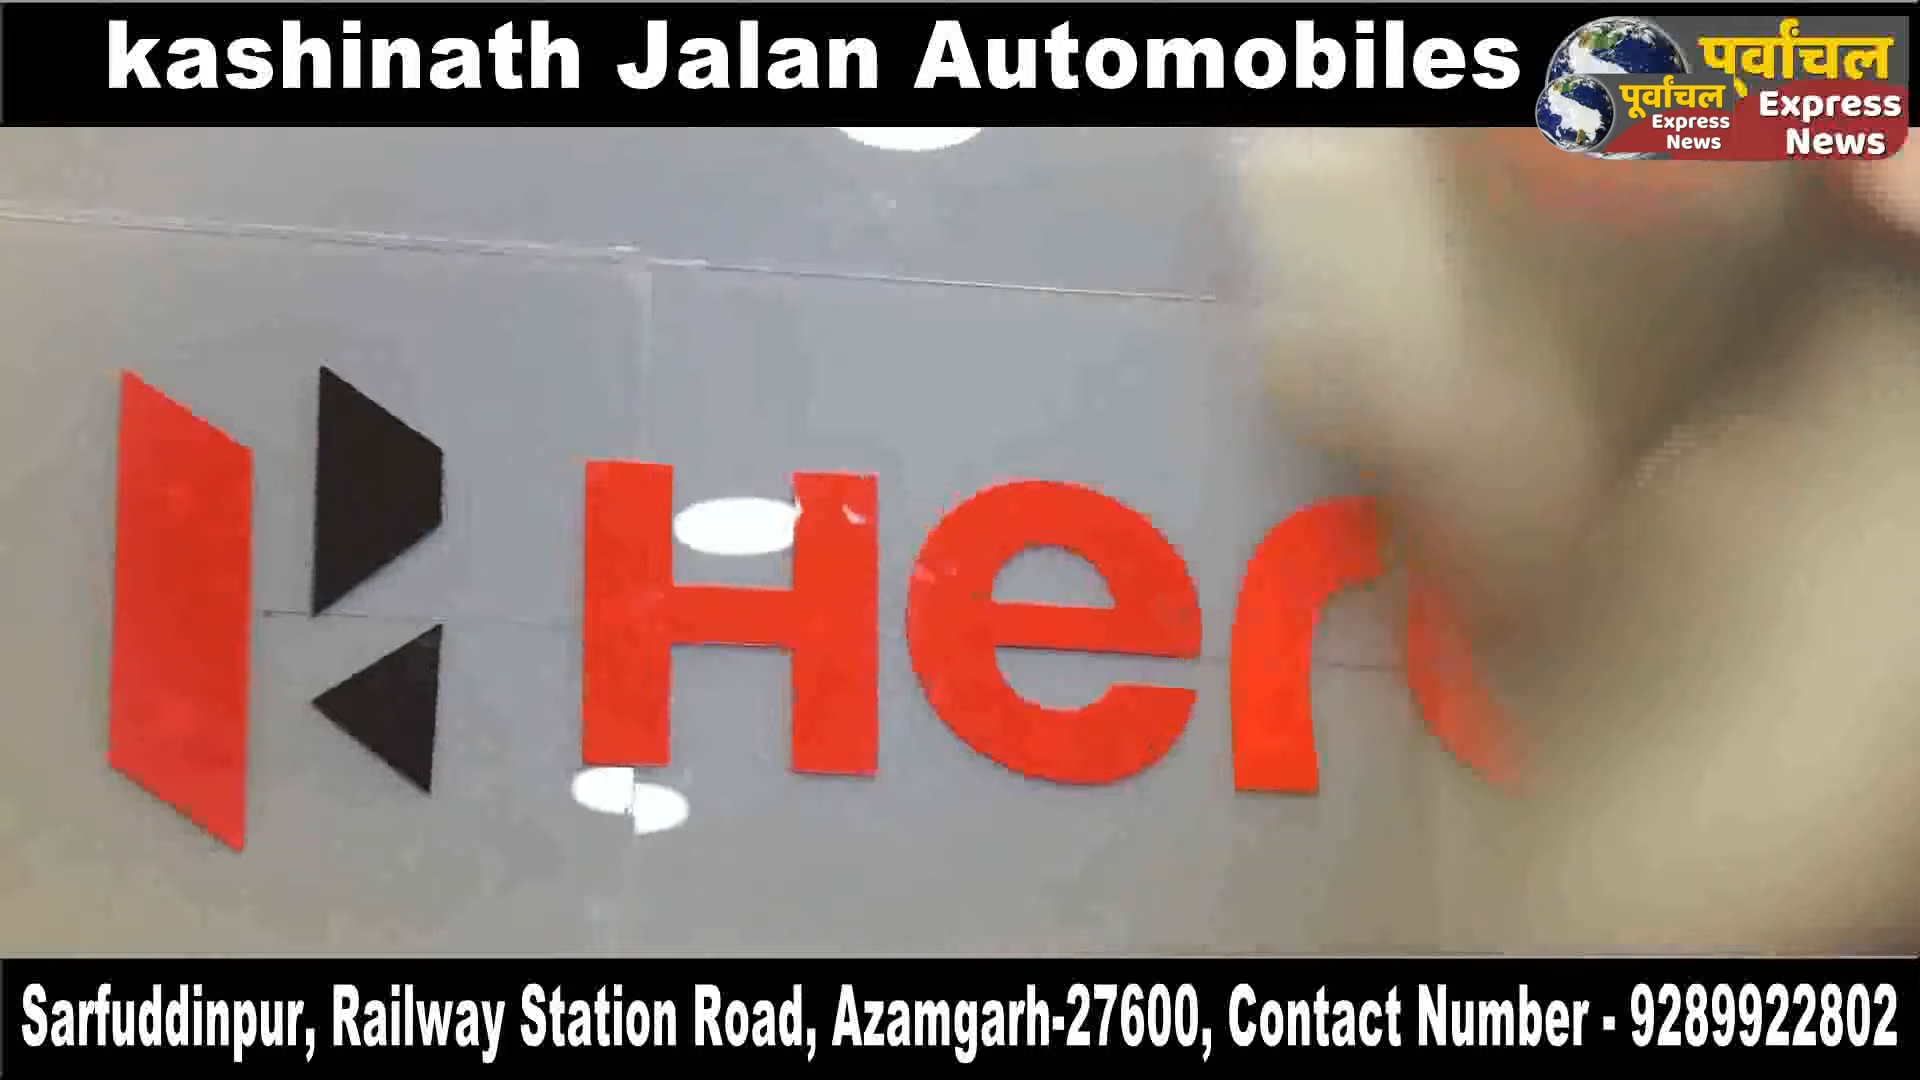 kashinath Jalan Automobiles
पूर्वांचल
Express
News
पूर्वांचल
Express
News
Her
Sarfuddinpur, Railway Station Road, Azamgarh-27600, Contact Number - 9289922802